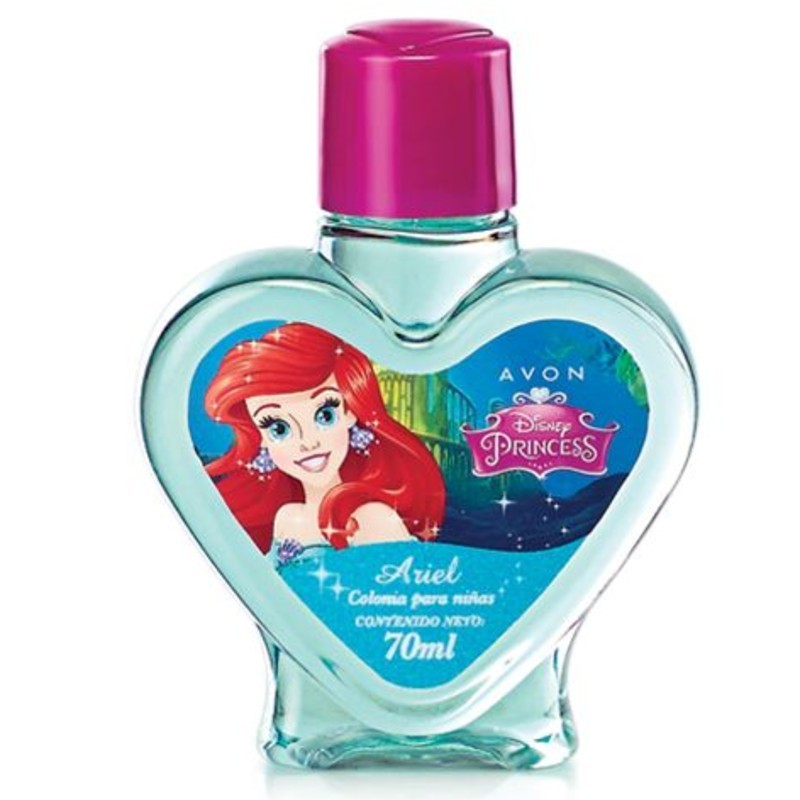 AVON
Disney
PRINCESS
Ariel
Colonia para niñas
CONTENIDO NETO:
70ml